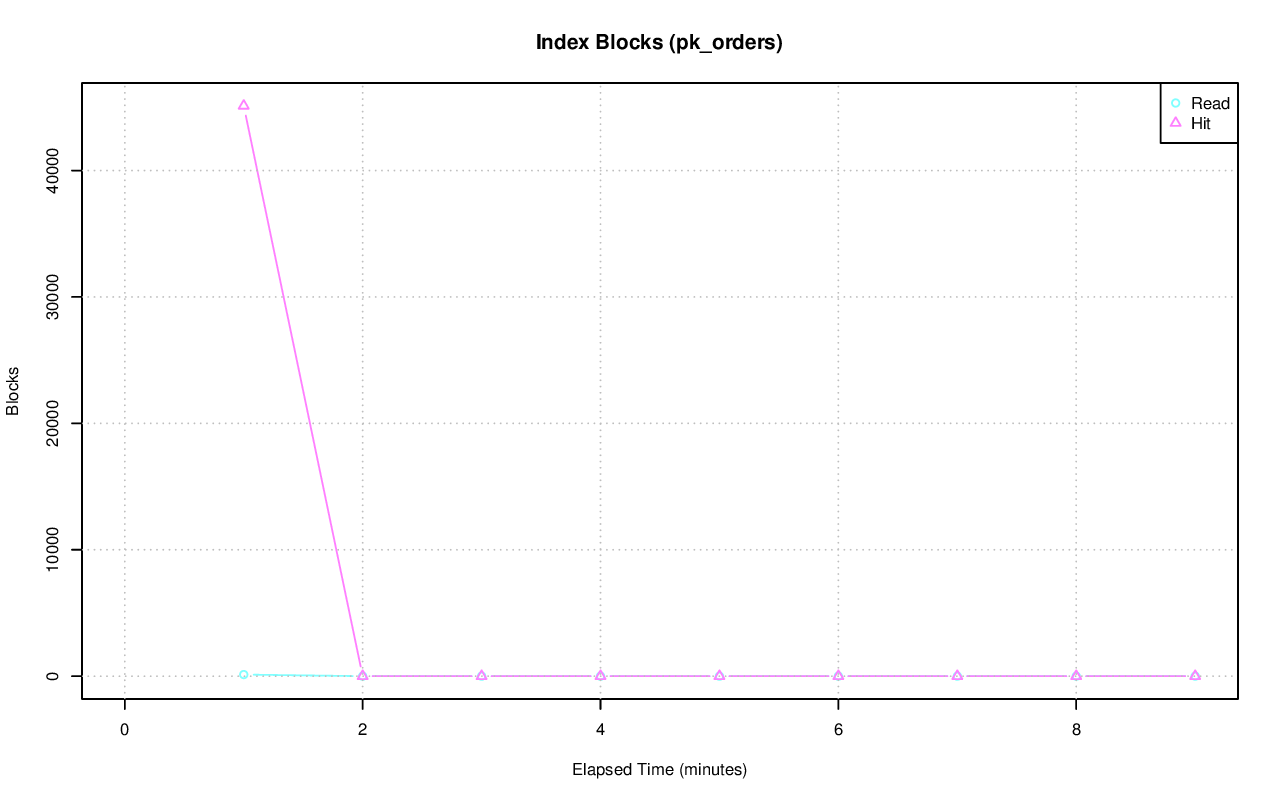 Index Blocks (pk_orders)
Read
Hit
40000
30000
20000
10000
0
Blocks
0 2 4 6 8
Elapsed Time (minutes)